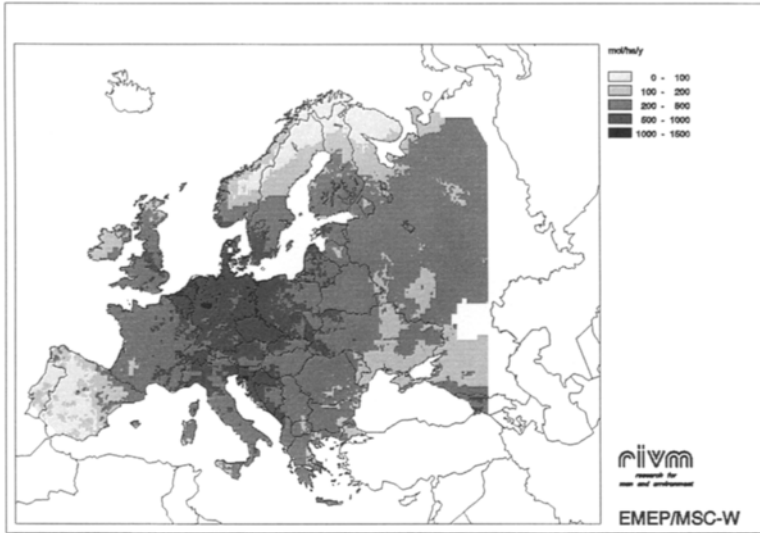 mol/ha/y
0 - 100
100 - 200
200 - 500
500 - 1000
1000 - 1500
rivm
research for
man and environment
EMEP/MSC-W